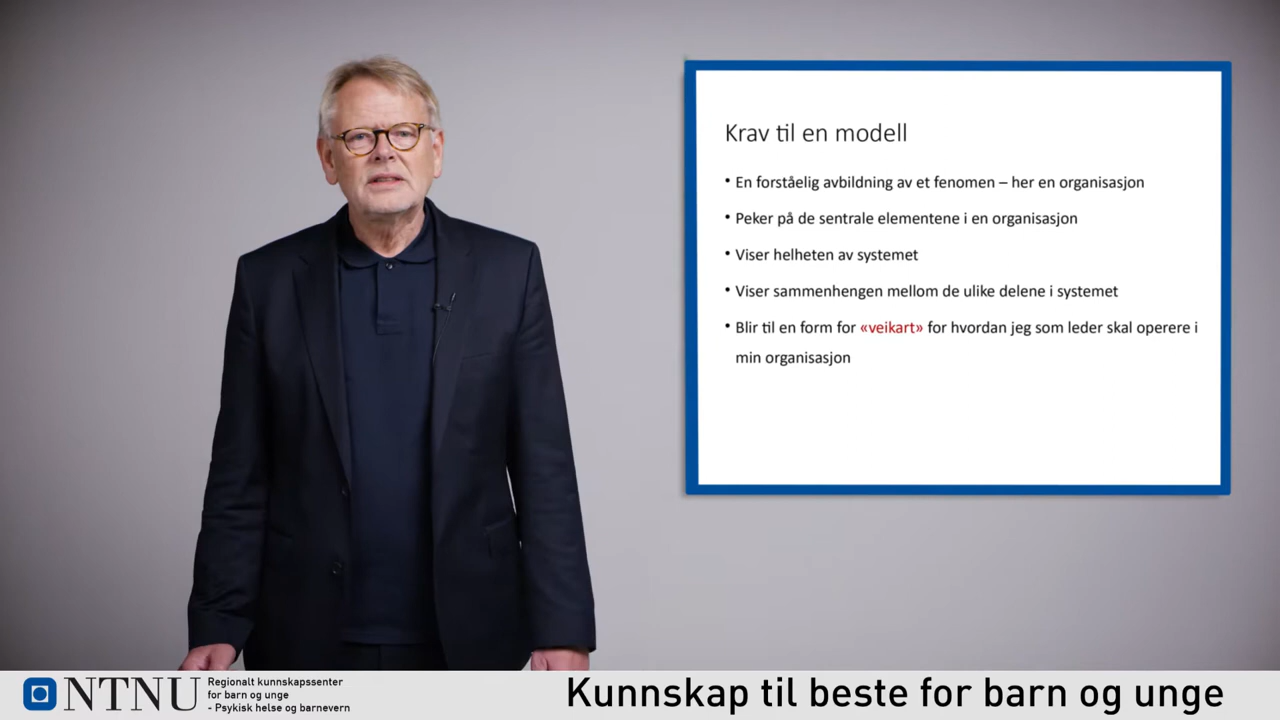 Krav til en modell
• En forståelig avbildning av et fenomen – her en organisasjon
• Peker på de sentrale elementene i en organisasjon
• Viser helheten av systemet
• Viser sammenhengen mellom de ulike delene i systemet
• Blir til en form for «veikart» for hvordan jeg som leder skal operere i
min organisasjon
NTNU
Regionalt kunnskapssenter
for barn og unge
- Psykisk helse og barnevern
Kunnskap til beste for barn og unge